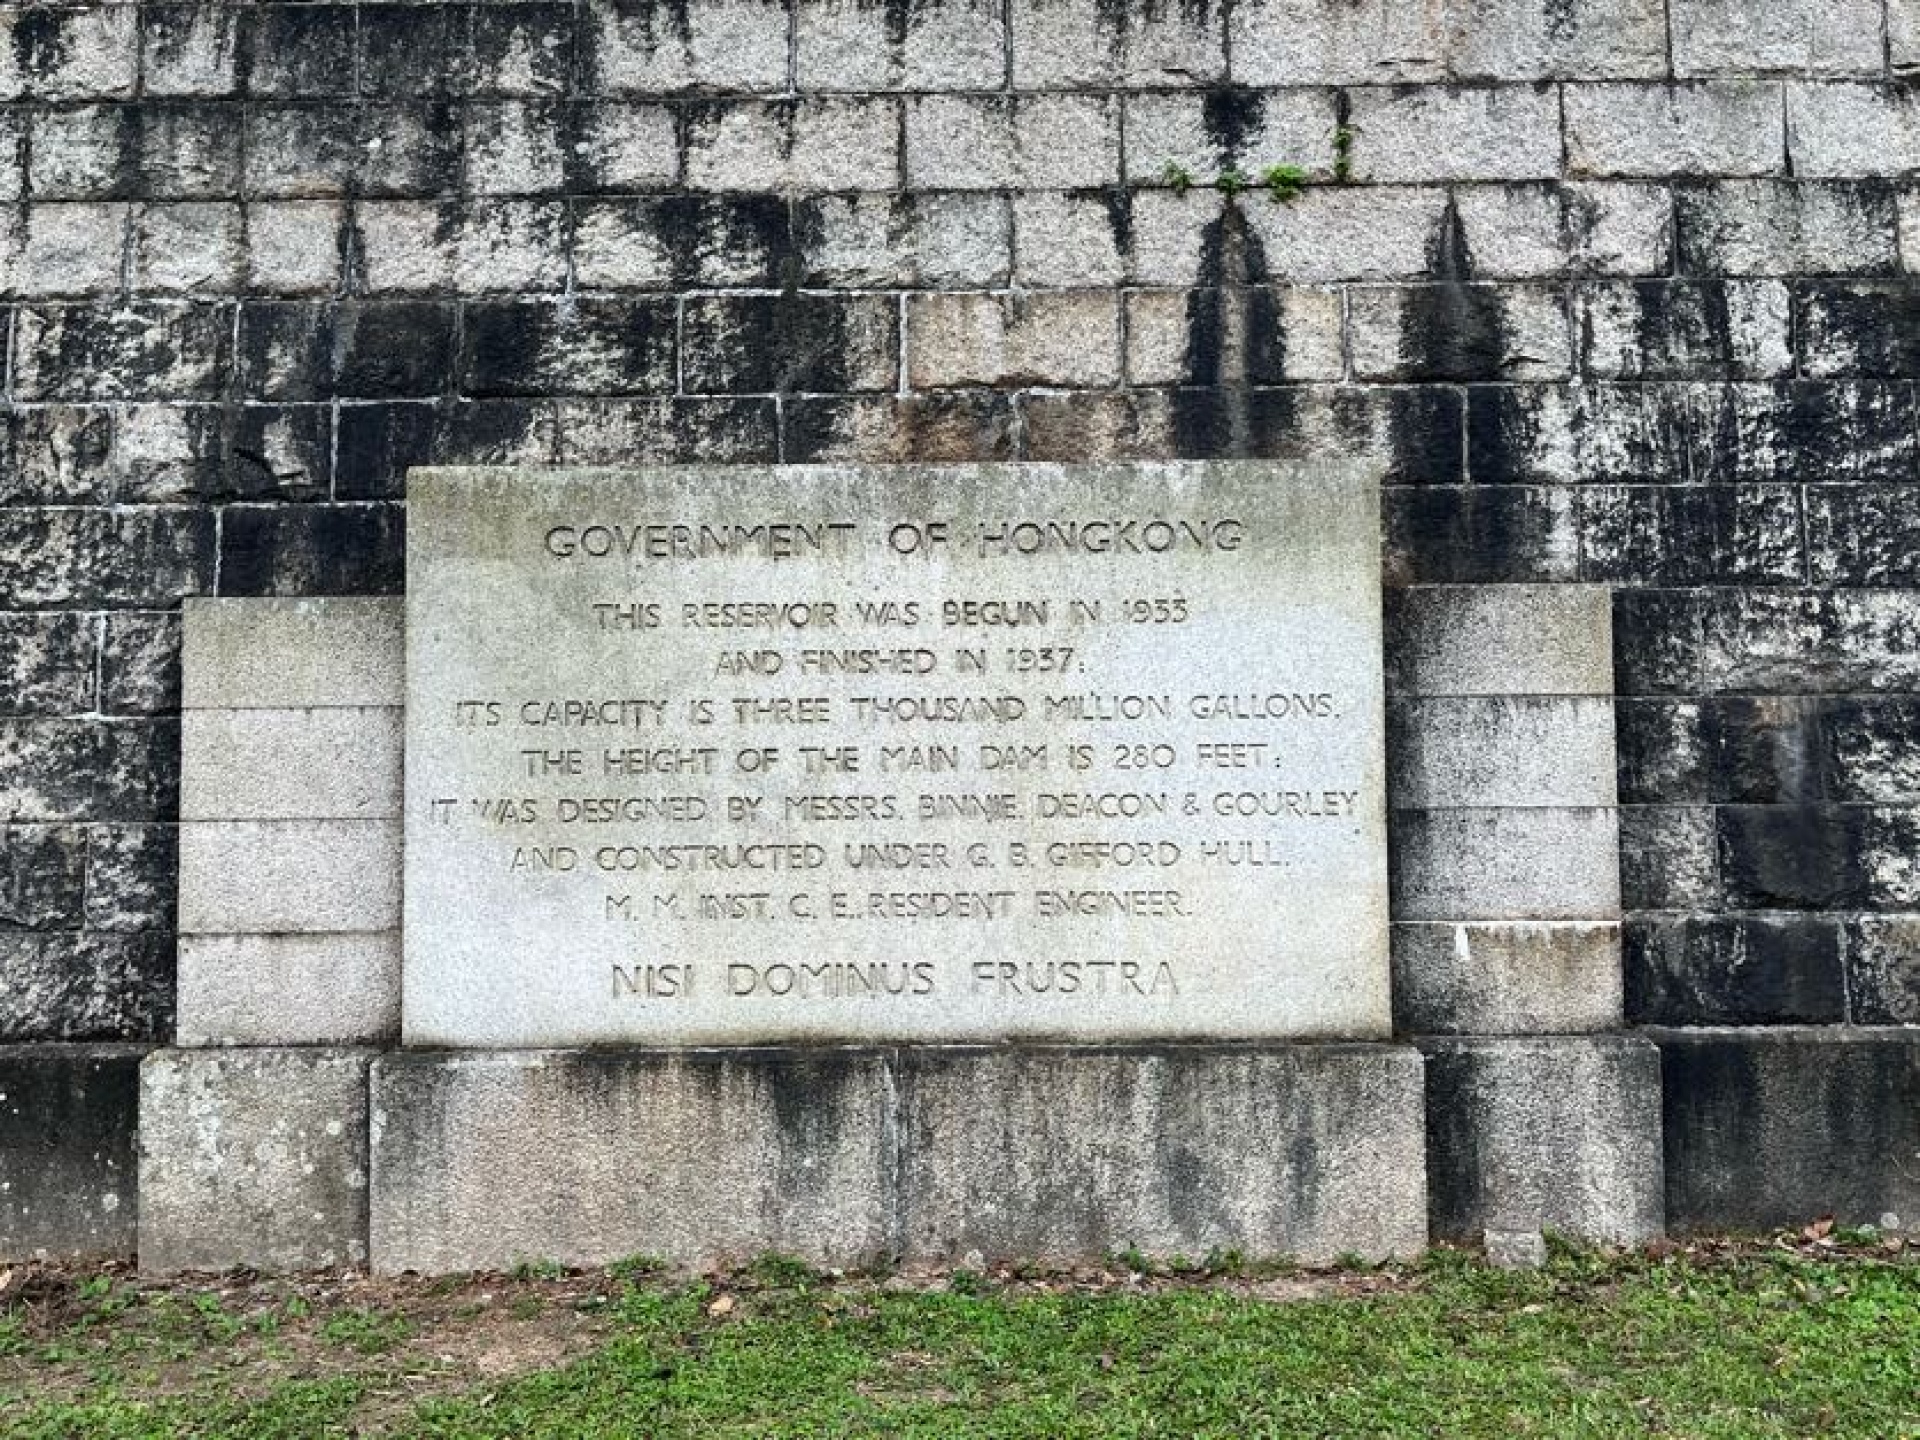 GOVERNMENT OF HONGKONG
THIS RESERVOIR WAS BEGUN IN 1933
AND FINISHED IN 1937:
ITS CAPACITY IS THREE THOUSAND MILLION GALLONS.
THE HEIGHT OF THE MAIN DAM IS 280 FEET:
IT WAS DESIGNED BY MESSRS. BINNIE, DEACON & GOURLEY
AND CONSTRUCTED UNDER G. B. GIFFORD HULL,
M. M. INST. C. E., RESIDENT ENGINEER.
NISI DOMINUS FRUSTRA